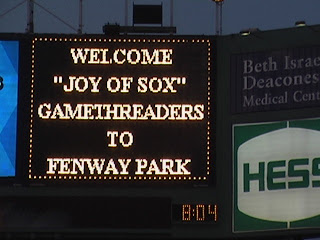 WELCOME
"JOY OF SOX"
GAMETHREADERS
TO
FENWAY PARK
8:04
Beth Israe
Deacones
Medical Cent
HESS